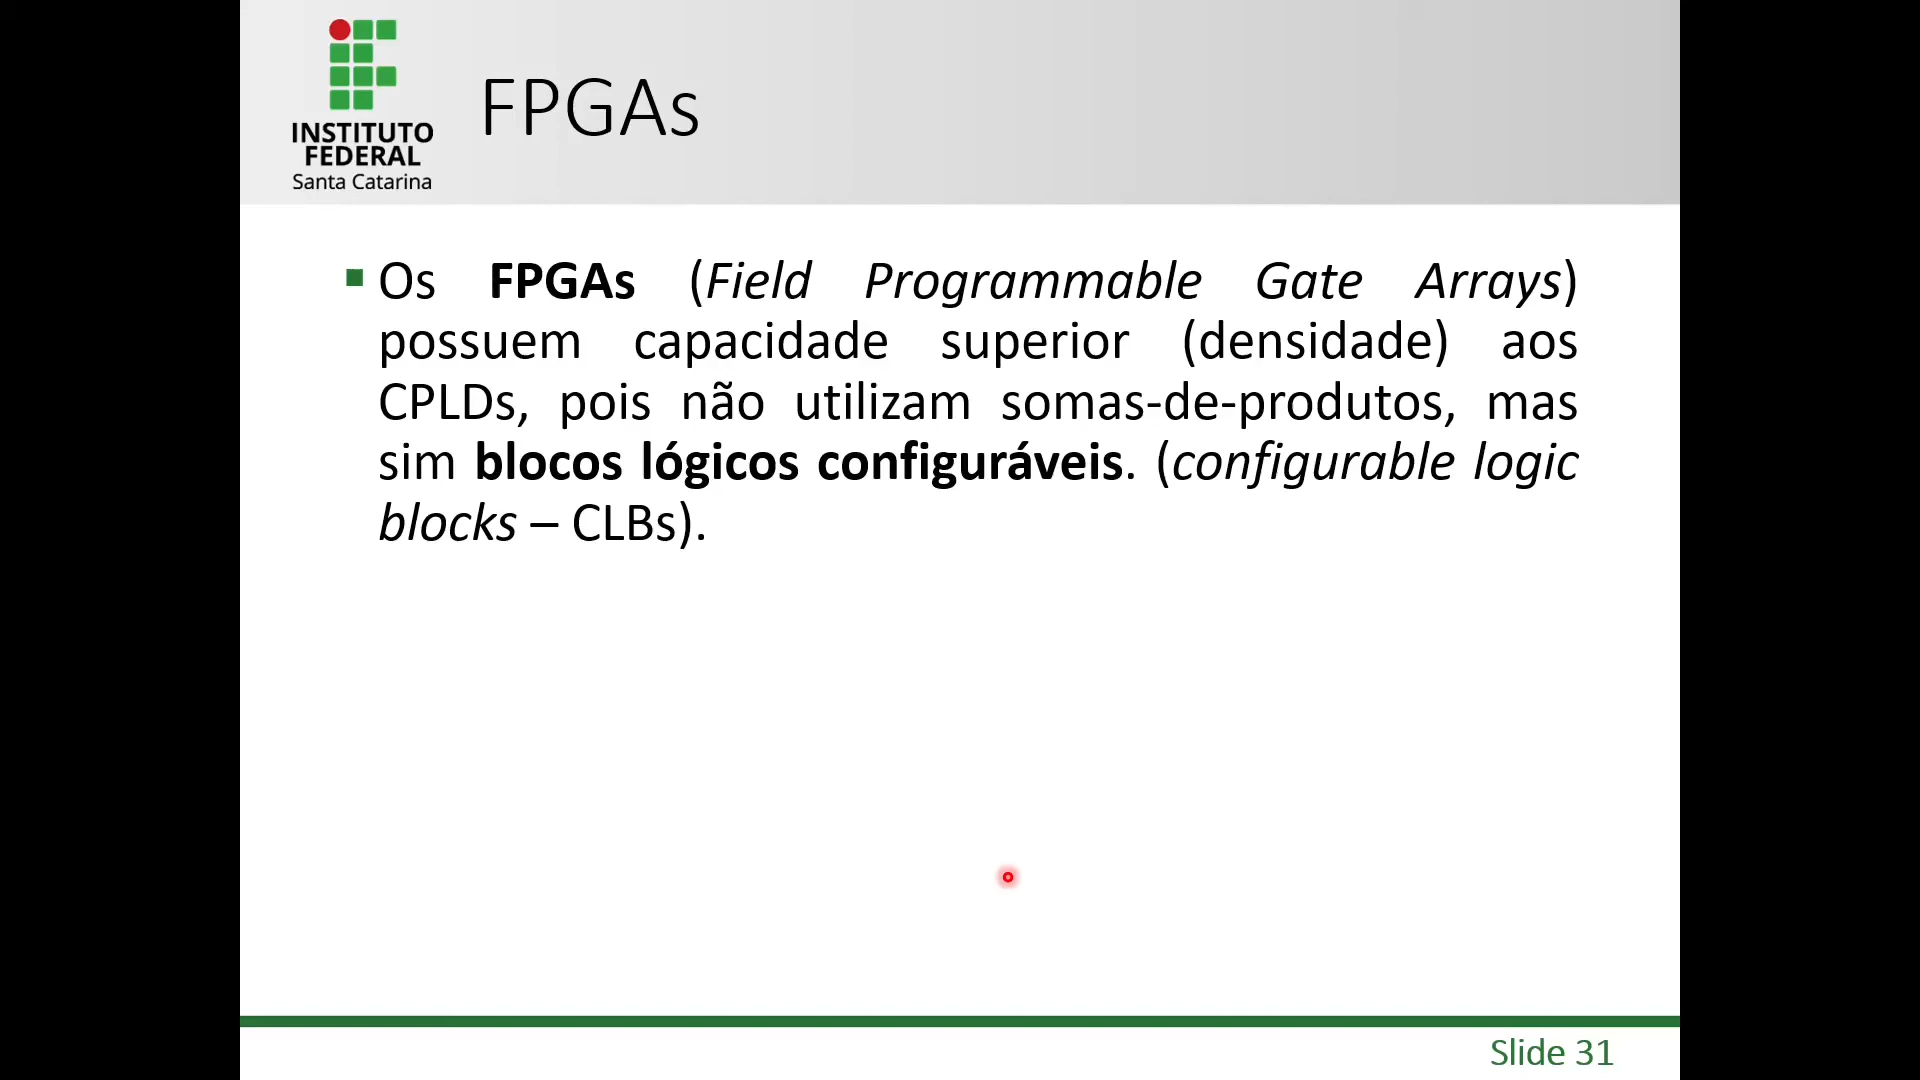 INSTITUTO
FEDERAL
Santa Catarina
FPGAs
Os FPGAs (Field Programmable Gate Arrays)
possuem capacidade superior (densidade) aos
CPLDs, pois não utilizam somas-de-produtos, mas
sim blocos lógicos configuráveis. (configurable logic
blocks – CLBs).
Slide 31